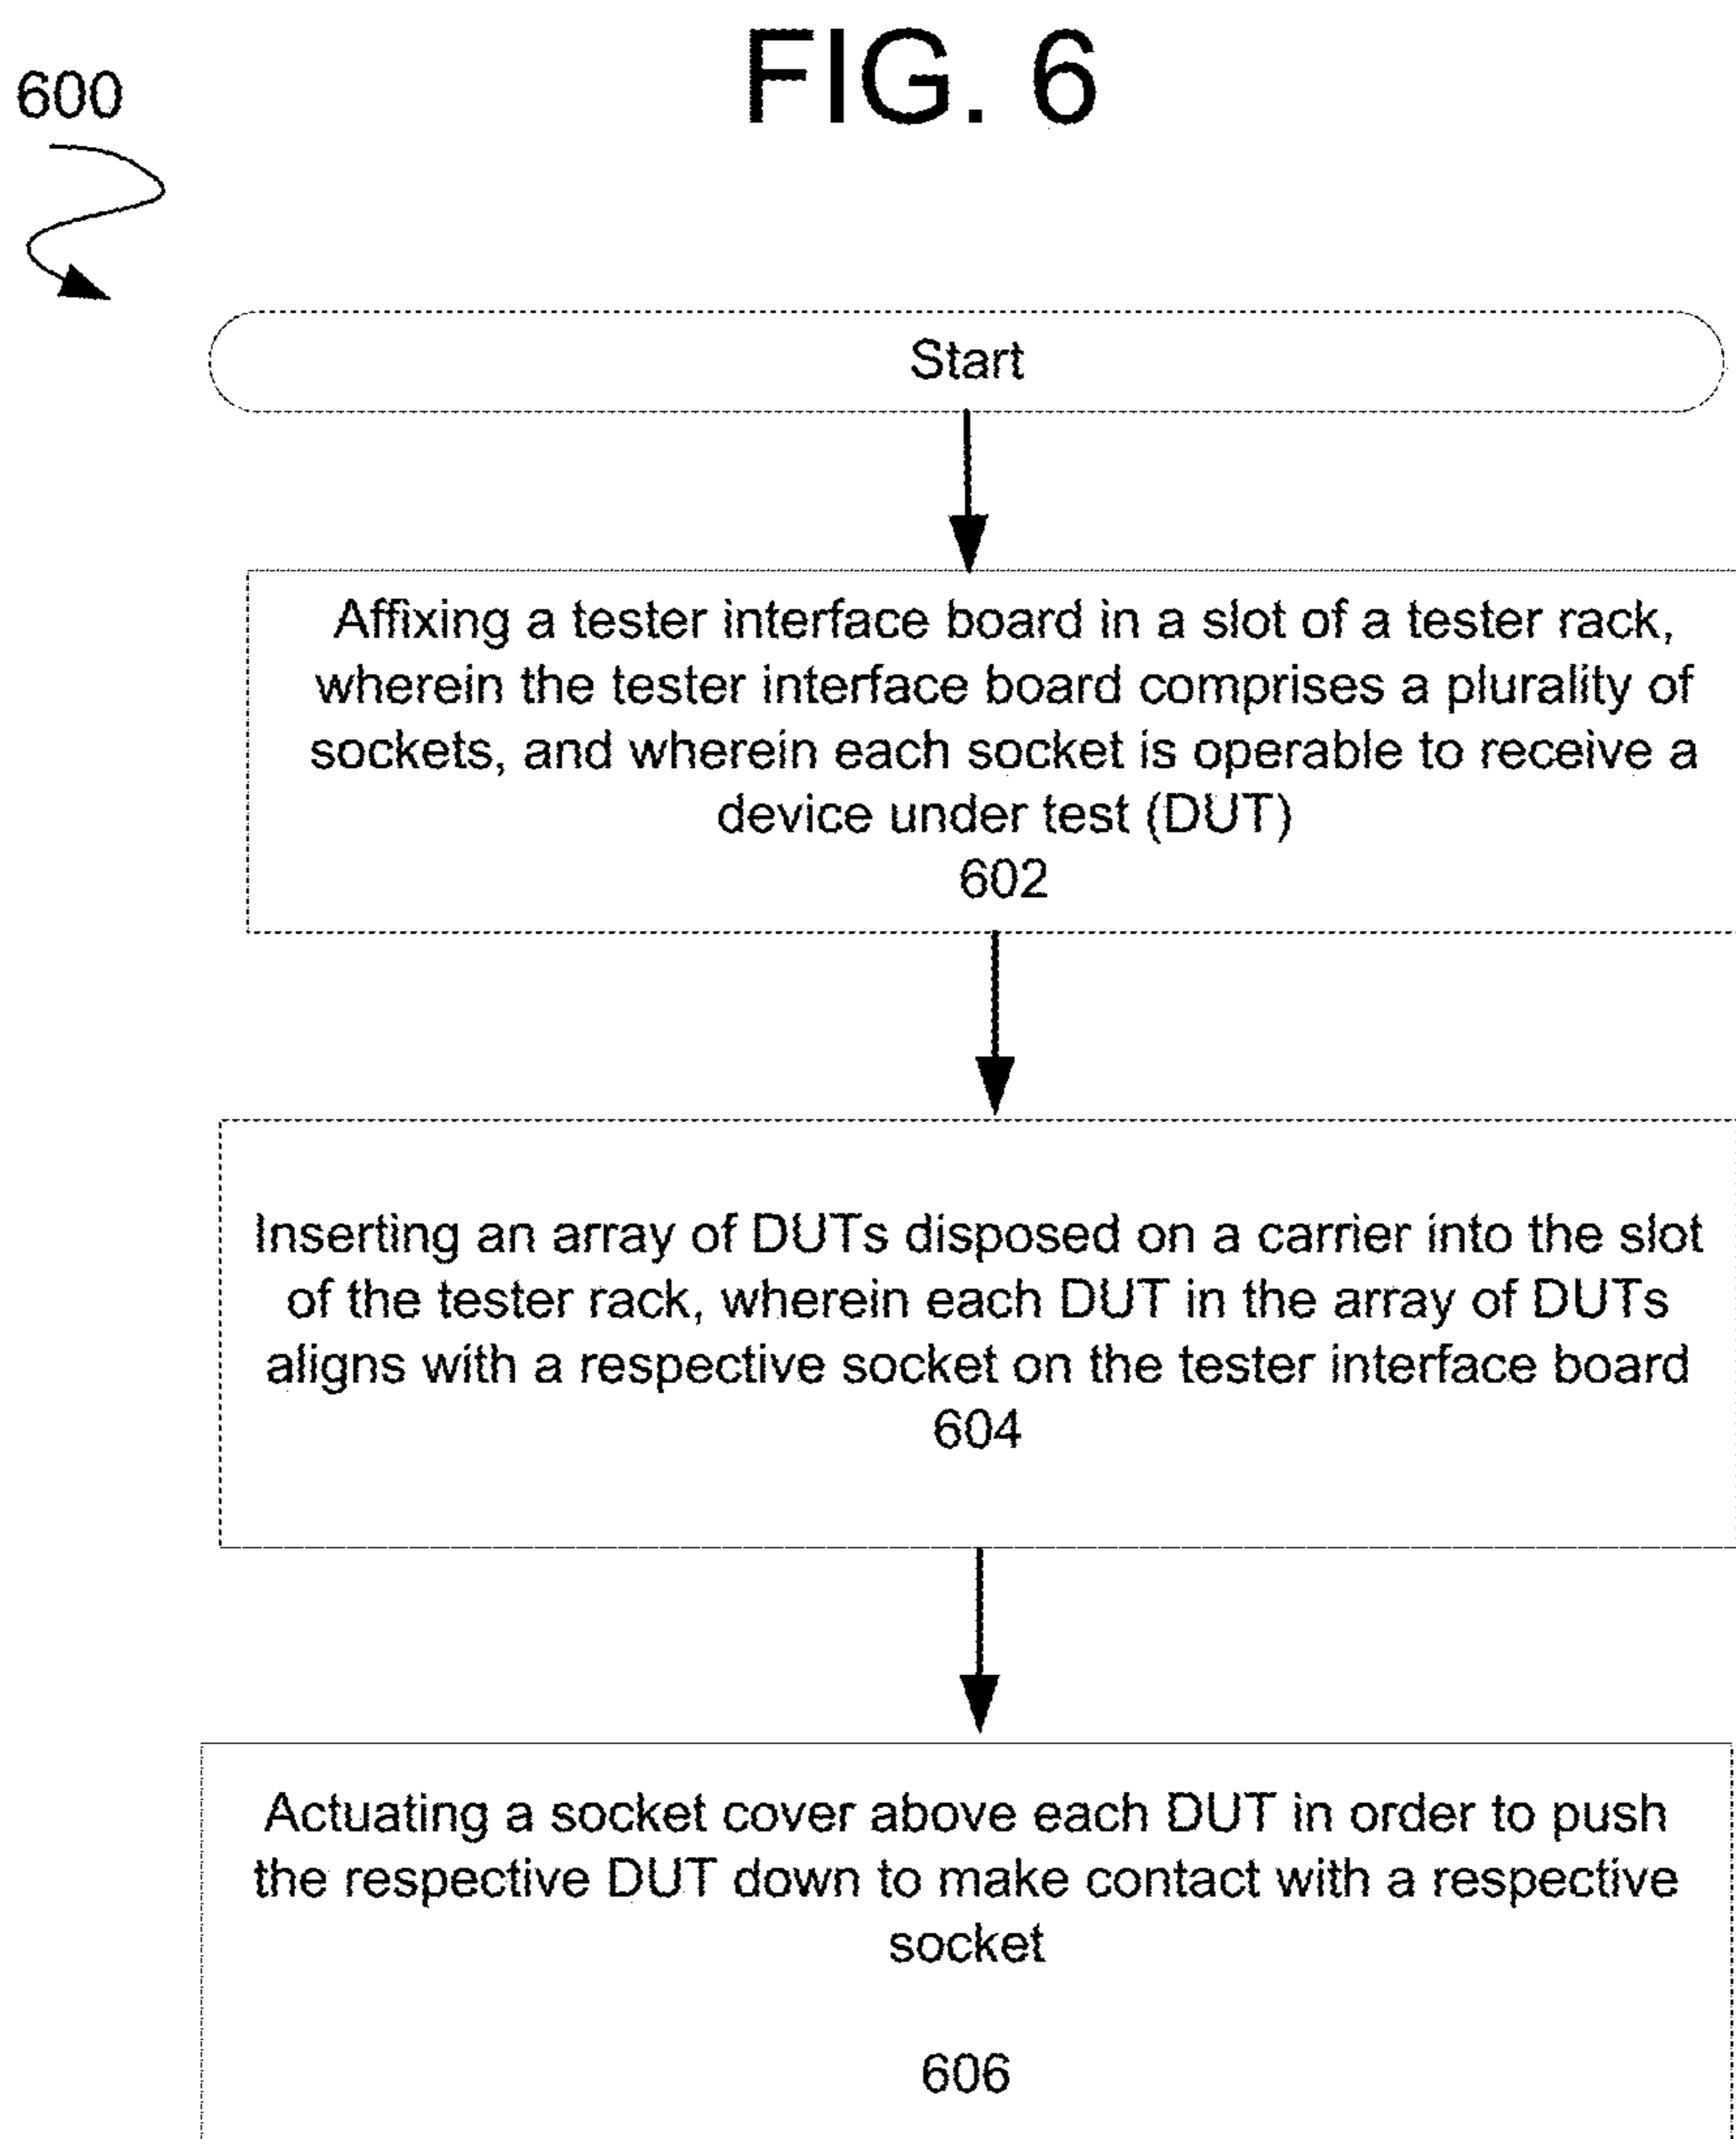 FIG. 6
600
Start
Affixing a tester interface board in a slot of a tester rack,
wherein the tester interface board comprises a plurality of
sockets, and wherein each socket is operable to receive a
device under test (DUT)
602
Inserting an array of DUTs disposed on a carrier into the slot
of the tester rack, wherein each DUT in the array of DUTs
aligns with a respective socket on the tester interface board
604
Actuating a socket cover above each DUT in order to push
the respective DUT down to make contact with a respective
socket
606